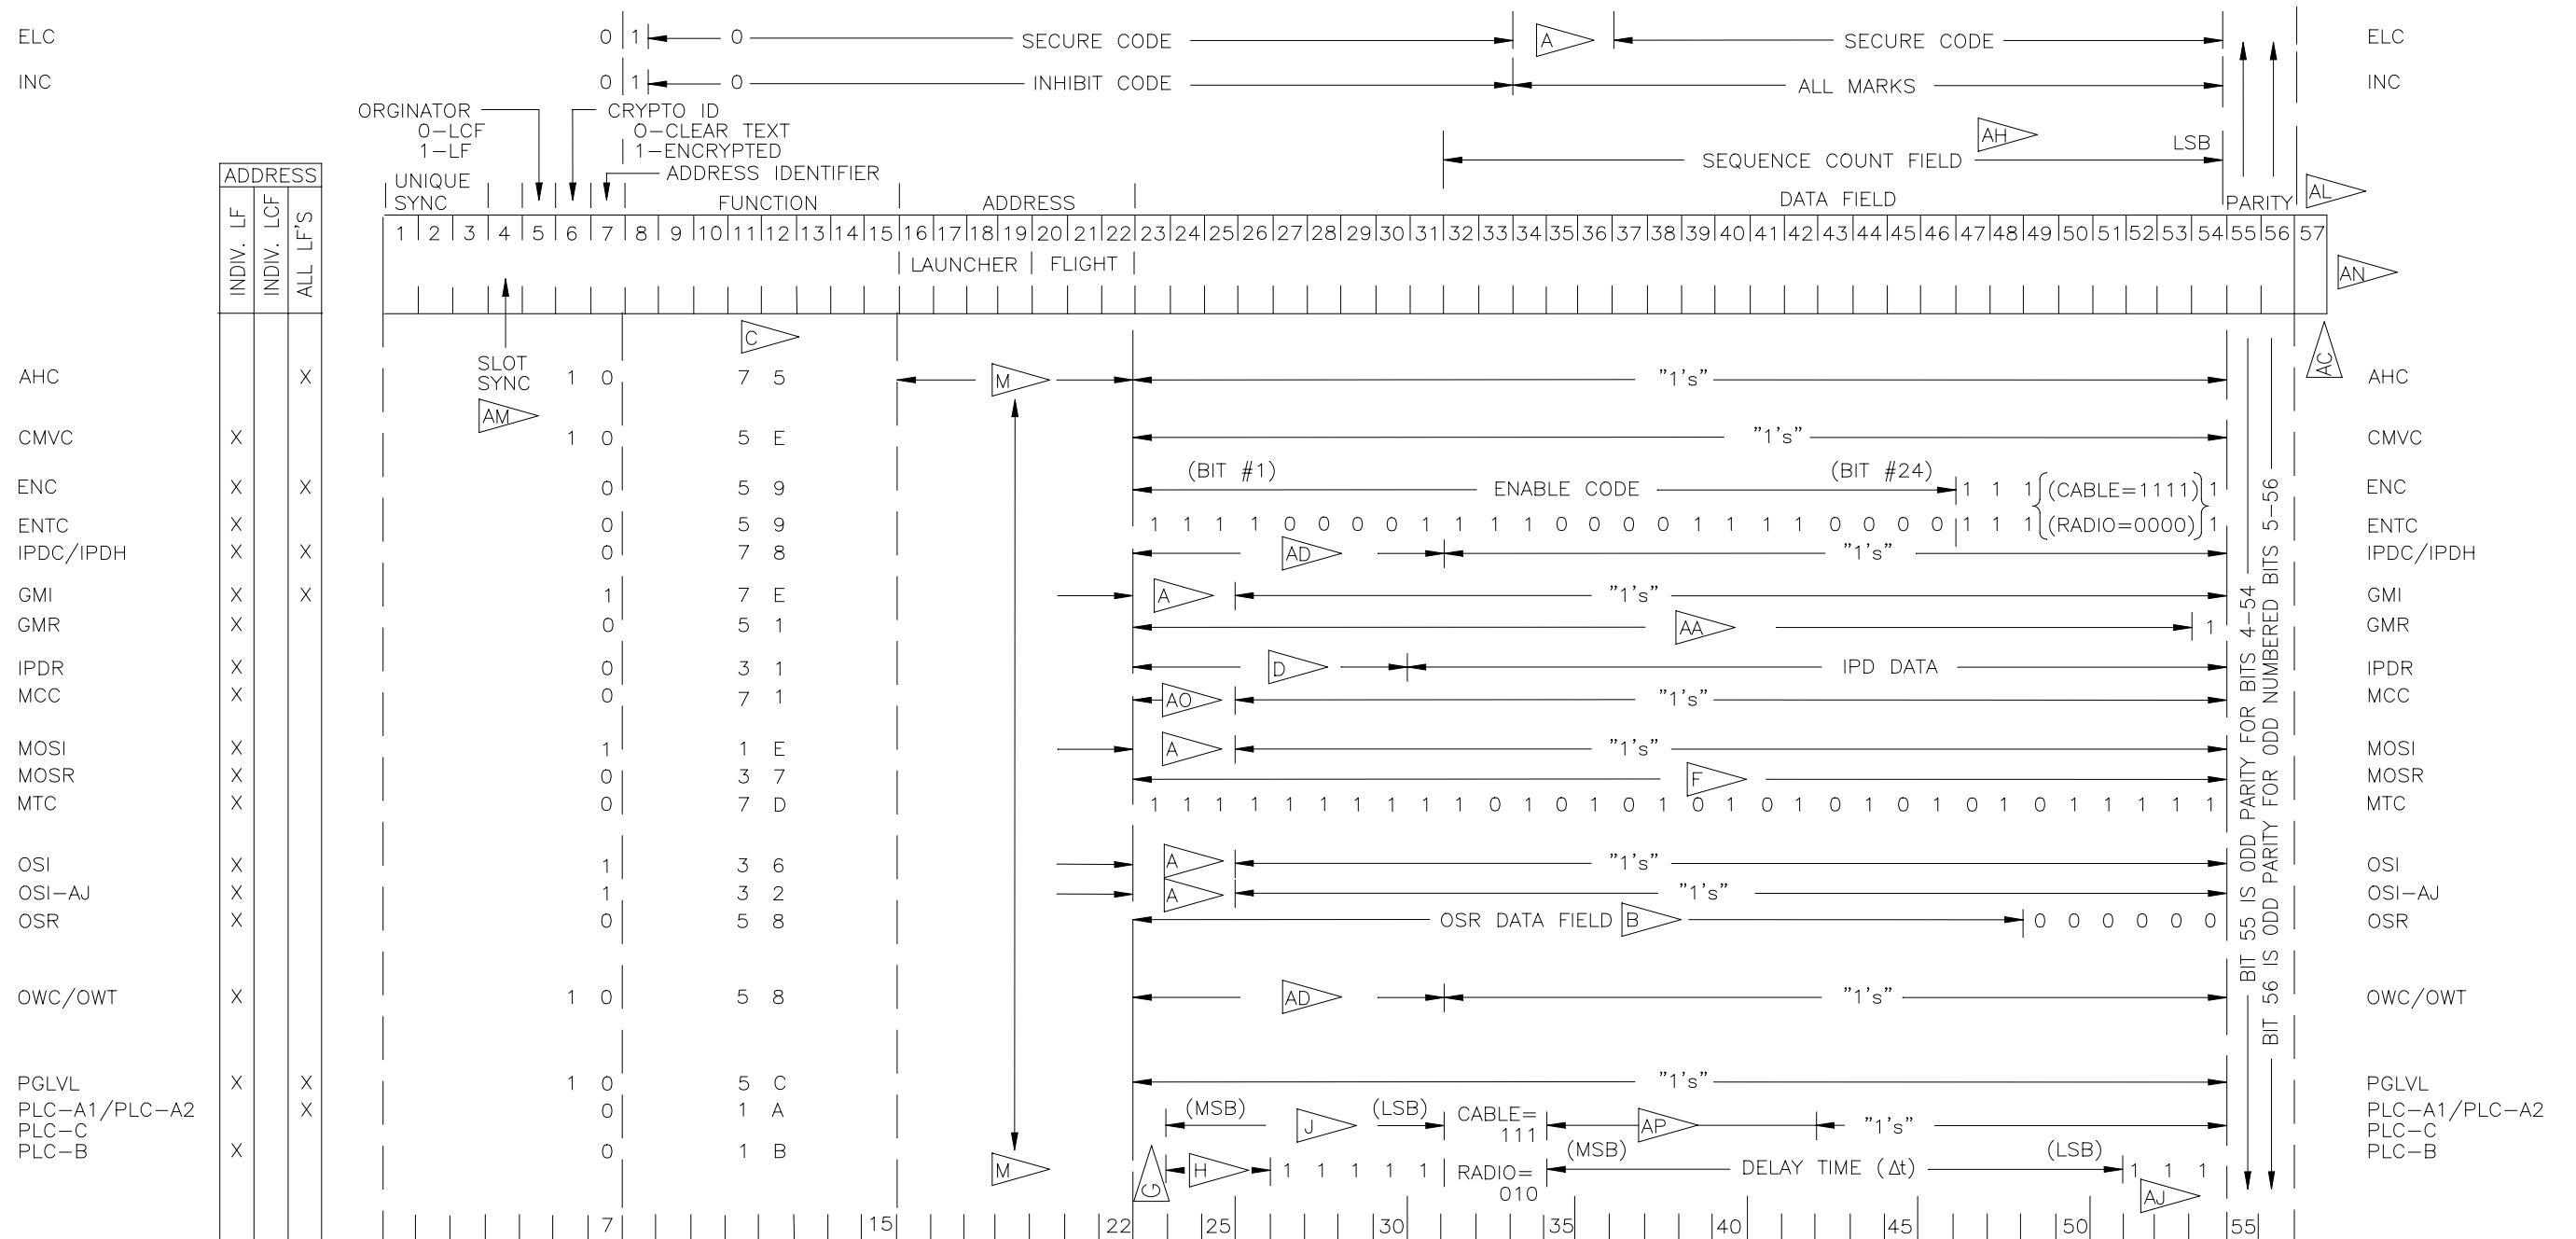 ELC 0 1 0 SECURE CODE A SECURE CODE ELC
INC 0 1 0 INHIBIT CODE ALL MARKS INC
ORGINATOR CRYPTO ID
0-LCF 0-CLEAR TEXT AH LSB
1-LF 1-ENCRYPTED
SEQUENCE COUNT FIELD
ADDRESS UNIQUE ADDRESS IDENTIFIER AL
SYNC FUNCTION ADDRESS DATA FIELD PARITY
INDIV. LF INDIV. LCF ALL LF'S
1 2 3 4 5 6 7 8 9 10 11 12 13 14 15 16 17 18 19 20 21 22 23 24 25 26 27 28 29 30 31 32 33 34 35 36 37 38 39 40 41 42 43 44 45 46 47 48 49 50 51 52 53 54 55 56 57
LAUNCHER FLIGHT AN
C
SLOT AC
SYNC
AHC X 1 0 7 5 M "1's" AHC
AM
CMVC X 1 0 5 E "1's" CMVC
(BIT #1) (BIT #24)
ENC X X 0 5 9 ENABLE CODE 1 1 1 (CABLE=1111) 1 ENC
ENTC X 0 5 9 1 1 1 1 0 0 0 0 1 1 1 1 0 0 0 0 1 1 1 1 0 0 0 0 1 1 1 (RADIO=0000) 1 ENTC
IPDC/IPDH X X 0 7 8 AD "1's" IPDC/IPDH
GMI X X 1 7 E A "1's" GMI
GMR X 0 5 1 AA 1 GMR
IPDR X 0 3 1 D IPD DATA IPDR
MCC X 0 7 1 AO "1's" MCC
MOSI X 1 1 E A "1's" MOSI
MOSR X 0 3 7 F MOSR
MTC X 0 7 D 1 1 1 1 1 1 1 1 1 1 0 1 0 1 0 1 0 1 0 1 0 1 0 1 0 1 0 1 1 1 1 1 MTC
OSI X 1 3 6 A "1's" OSI
OSI-AJ X 1 3 2 A "1's" OSI-AJ
OSR X 0 5 8 OSR DATA FIELD B 0 0 0 0 0 0 OSR
OWC/OWT X 1 0 5 8 AD "1's" OWC/OWT
BIT 55 IS ODD PARITY FOR BITS 4-54
BIT 56 IS ODD PARITY FOR ODD NUMBERED BITS 5-56
PGLVL X X 1 0 5 C "1's" PGLVL
PLC-A1/PLC-A2 X 0 1 A (MSB) J (LSB) CABLE= AP "1's" PLC-A1/PLC-A2
PLC-C 111 PLC-C
PLC-B X 0 1 B (MSB) (LSB) PLC-B
M G H 1 1 1 1 1 RADIO= DELAY TIME (Δt) 1 1 1
010 AJ
7 15 22 25 30 35 40 45 50 55